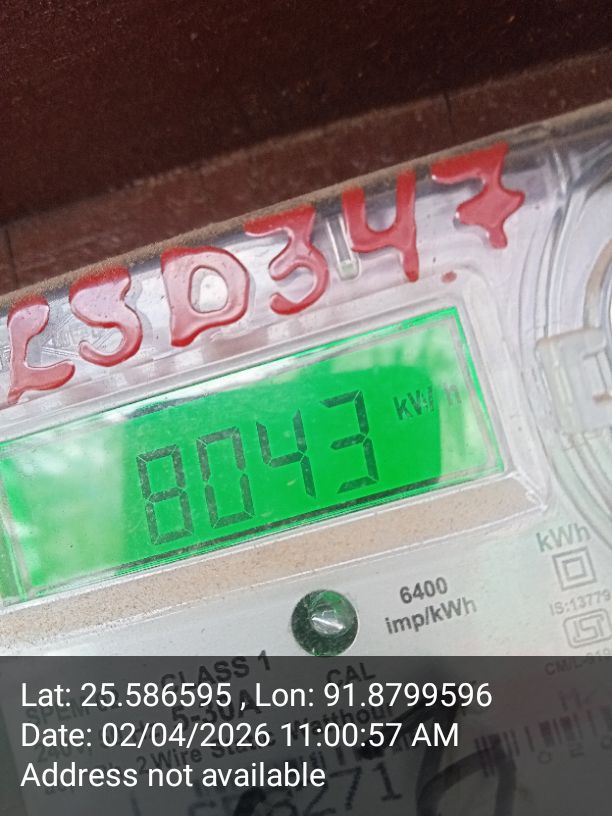 LSD347
8043 kWh
kWh
6400
imp/kWh
IS:13779
CLASS 1 CAL
Lat: 25.586595 , Lon: 91.8799596
Date: 02/04/2026 11:00:57 AM
Address not available